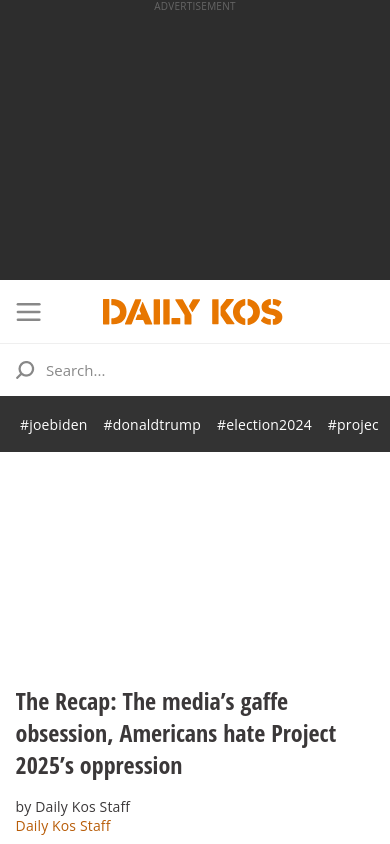 ADVERTISEMENT
DAILY KOS
Search...
#joebiden #donaldtrump #election2024 #projec
The Recap: The media’s gaffe
obsession, Americans hate Project
2025’s oppression
by Daily Kos Staff
Daily Kos Staff